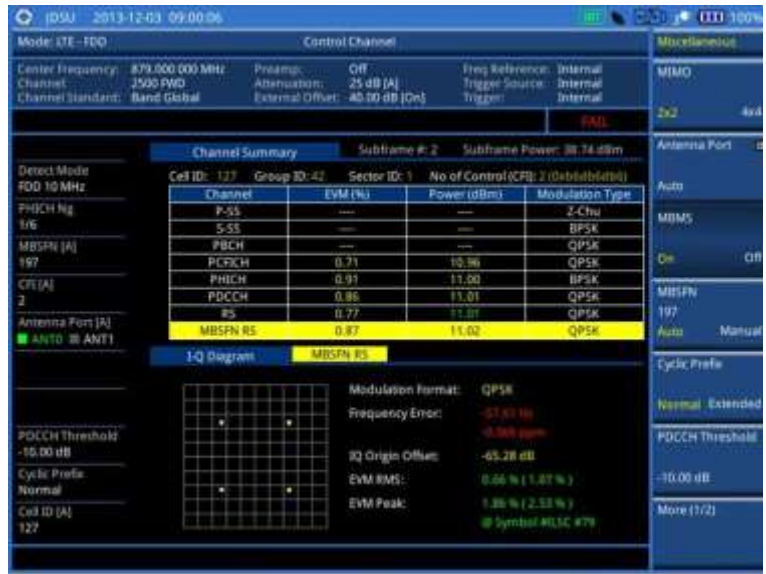 JDSU 2013-12-03 09:00:06 100%
Mode: LTE - FDD Control Channel Miscellaneous
Center Frequency: 879.000 000 MHz Preamp: Off Freq Reference: Internal
Channel: 2500 FWD Attenuation: 25 dB [A] Trigger Source: Internal
Channel Standard: Band Global External Offset: 40.00 dB [On] Trigger: Internal
FAIL
MIMO
2x2 4x4
Channel Summary Subframe #: 2 Subframe Power: 38.74 dBm
Antenna Port
Auto
Detect Mode
FDD 10 MHz
Cell ID: 127 Group ID: 42 Sector ID: 1 No of Control (CFI): 2
Channel EVM (%) Power (dBm) Modulation Type
P-SS ---- ---- Z-Chu
S-SS ---- ---- BPSK
PBCH ---- ---- QPSK
PCFICH 0.71 10.96 QPSK
PHICH 0.91 11.00 BPSK
PDCCH 0.86 11.01 QPSK
RS 0.77 11.01 QPSK
MBSFN RS 0.87 11.02 QPSK
PHICH Ng
1/6
MBSFN [A]
197
CFI [A]
2
Antenna Port [A]
ANT0 ANT1
MBMS
On Off
MBSFN
197
Auto Manual
I-Q Diagram MBSFN RS
Modulation Format: QPSK
Frequency Error:
IQ Origin Offset: -65.28 dB
EVM RMS: 0.66 % ( 1.07 % )
EVM Peak: 1.86 % ( 2.53 % )
PDCCH Threshold
-10.00 dB
Cyclic Prefix
Normal
Cell ID [A]
127
Cyclic Prefix
Normal Extended
PDCCH Threshold
-10.00 dB
More (1/2)